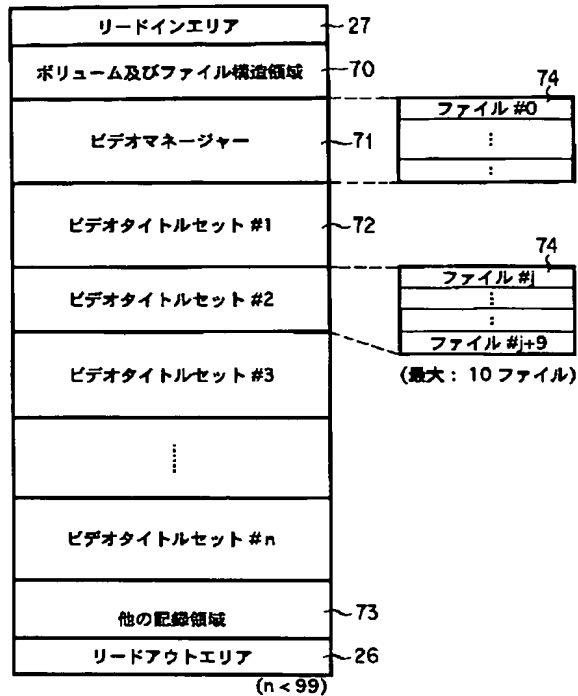 リードインエリア 27
ボリューム及びファイル構造領域 70
74
ファイル #0
ビデオマネージャー 71
ビデオタイトルセット #1 72
74
ファイル #j
ビデオタイトルセット #2
ファイル #j+9
(最大: 10 ファイル)
ビデオタイトルセット #3
ビデオタイトルセット #n
他の記録領域 73
リードアウトエリア 26
(n < 99)